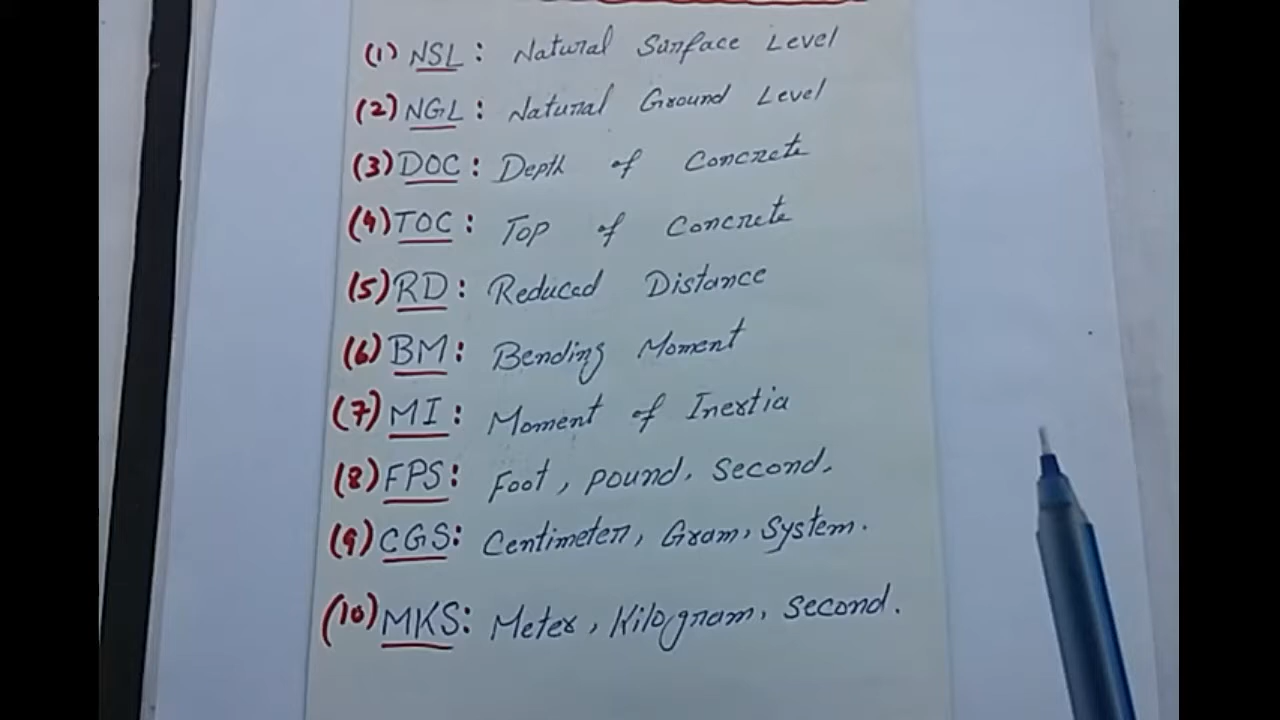 (1) NSL: Natural Surface Level
(2) NGL: Natural Ground Level
(3) DOC: Depth of Concrete
(4) TOC: Top of Concrete
(5) RD: Reduced Distance
(6) BM: Bending Moment
(7) MI: Moment of Inertia
(8) FPS: Foot, pound, second.
(9) CGS: Centimeter, Gram, System.
(10) MKS: Meter, Kilogram, second.